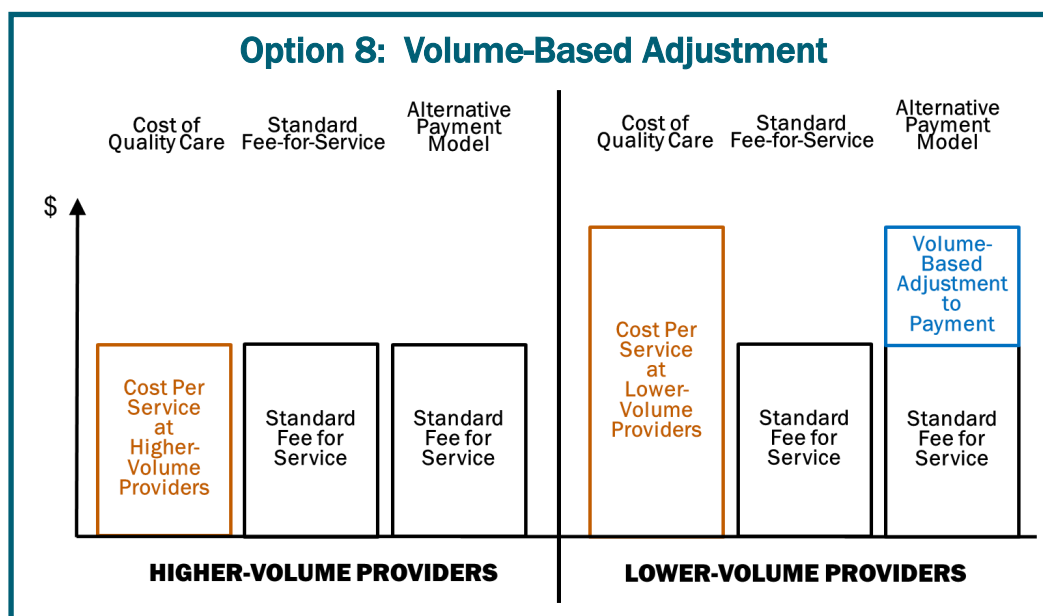 Option 8:  Volume-Based Adjustment
Cost of
Quality Care
Standard
Fee-for-Service
Alternative
Payment
Model
Cost of
Quality Care
Standard
Fee-for-Service
Alternative
Payment
Model
$
Cost Per
Service
at
Higher-
Volume
Providers
Standard
Fee for
Service
Standard
Fee for
Service
Cost Per
Service
at
Lower-
Volume
Providers
Standard
Fee for
Service
Volume-
Based
Adjustment
to
Payment
Standard
Fee for
Service
HIGHER-VOLUME PROVIDERS
LOWER-VOLUME PROVIDERS